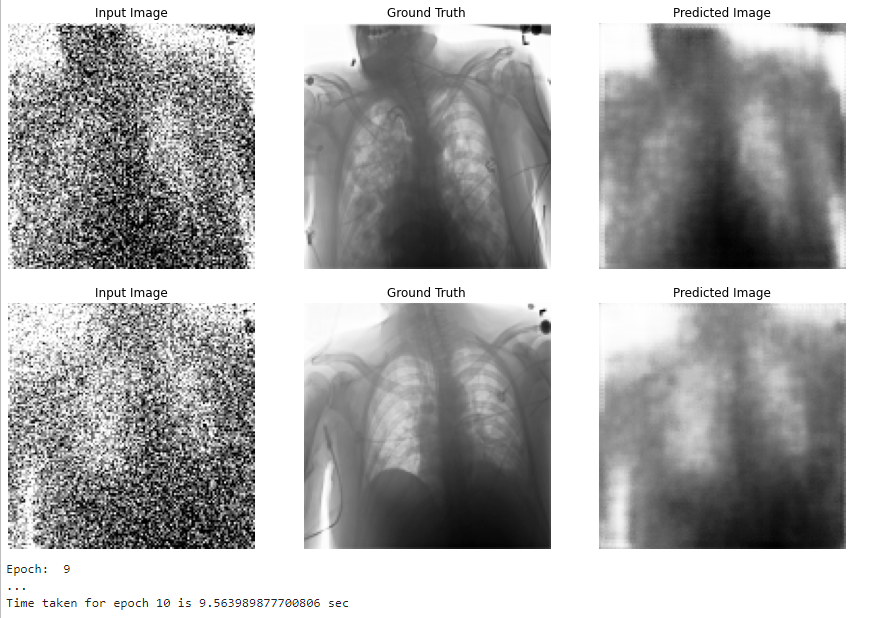 Input Image
Ground Truth
Predicted Image
Input Image
Ground Truth
Predicted Image
Epoch:  9
...
Time taken for epoch 10 is 9.563989877700806 sec